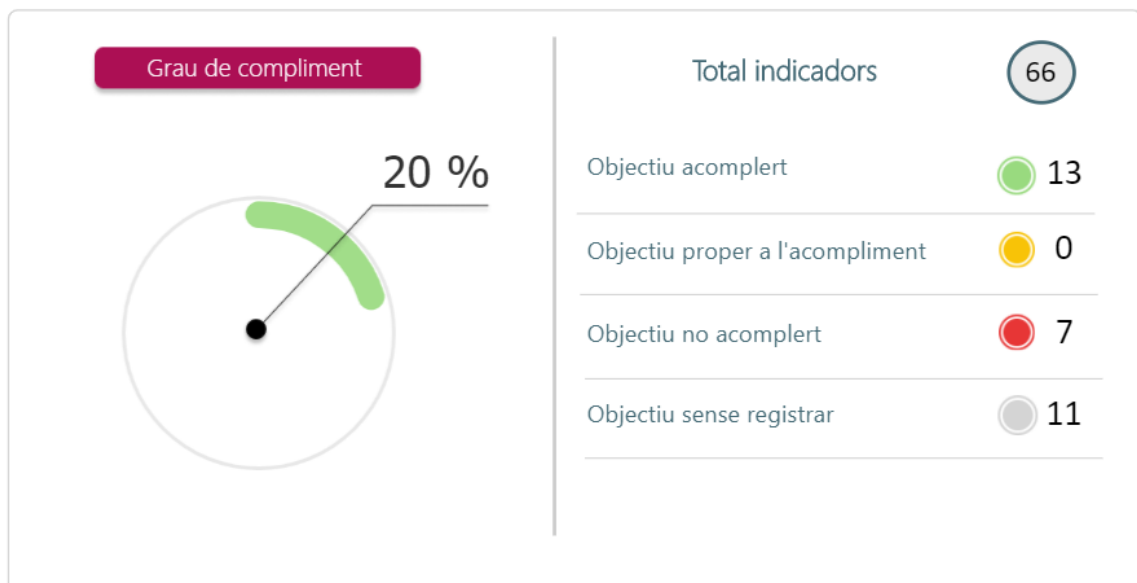 Grau de compliment
20 %
Total indicadors
66
Objectiu acomplert
13
Objectiu proper a l'acompliment
0
Objectiu no acomplert
7
Objectiu sense registrar
11